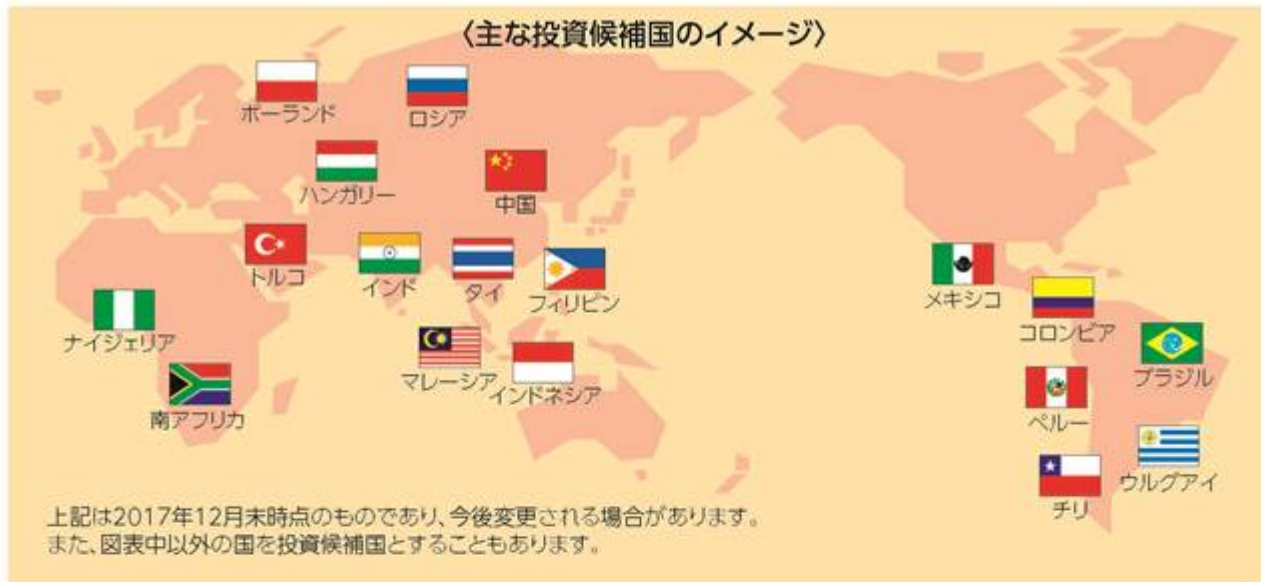 〈主な投資候補国のイメージ〉
ポーランド
ロシア
ハンガリー
中国
トルコ
インド
タイ
フィリピン
メキシコ
コロンビア
ナイジェリア
マレーシア
インドネシア
ブラジル
南アフリカ
ペルー
ウルグアイ
チリ
上記は2017年12月末時点のものであり、今後変更される場合があります。
また、図表中以外の国を投資候補国とすることもあります。